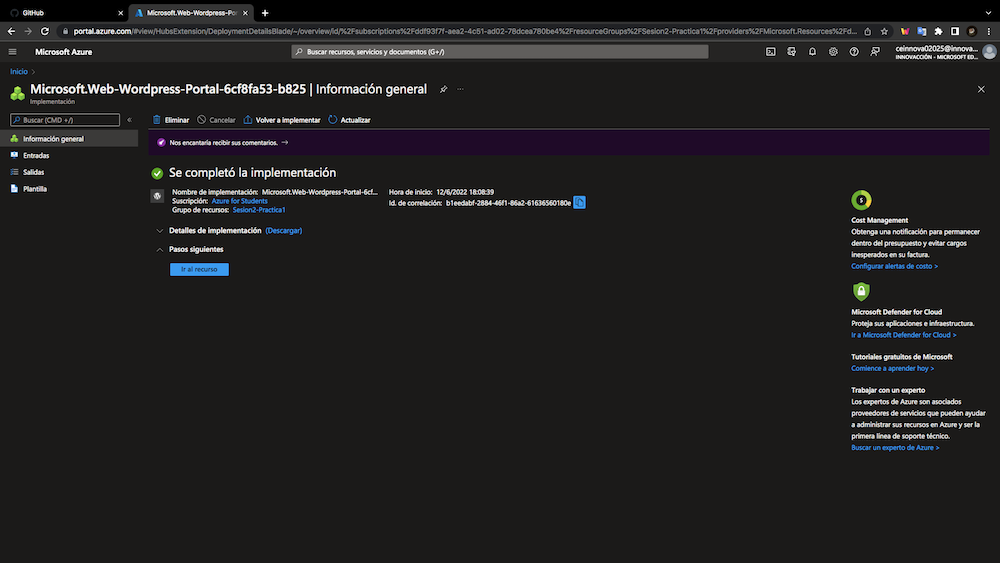 GitHub
Microsoft.Web-Wordpress-Por
portal.azure.com/#view/HubsExtension/DeploymentDetailsBlade/~/overview/id/%2Fsubscriptions%2Fddf93f7f-aea2-4c61-ad02-78dcea780be4%2FresourceGroups%2FSesion2-Practica1%2Fproviders%2FMicrosoft.Resources%2Fd...
Microsoft Azure
Buscar recursos, servicios y documentos (G+/)
ceinnova02025@innova...
INNOVACCIÓN - MICROSOFT ED...
Inicio >
Microsoft.Web-Wordpress-Portal-6cf8fa53-b825 | Información general
Implementación
Buscar (CMD +/)
Información general
Entradas
Salidas
Plantilla
Eliminar
Cancelar
Volver a implementar
Actualizar
Nos encantaría recibir sus comentarios. →
Se completó la implementación
Nombre de implementación: Microsoft.Web-Wordpress-Portal-6cf...
Suscripción: Azure for Students
Grupo de recursos: Sesion2-Practica1
Hora de inicio: 12/6/2022 18:08:39
Id. de correlación: b1eedabf-2884-46f1-86a2-61636560180e
Detalles de implementación (Descargar)
Pasos siguientes
Ir al recurso
Cost Management
Obtenga una notificación para permanecer
dentro del presupuesto y evitar cargos
inesperados en su factura.
Configurar alertas de costo >
Microsoft Defender for Cloud
Proteja sus aplicaciones e infraestructura.
Ir a Microsoft Defender for Cloud >
Tutoriales gratuitos de Microsoft
Comience a aprender hoy >
Trabajar con un experto
Los expertos de Azure son asociados
proveedores de servicios que pueden ayudar
a administrar sus recursos en Azure y ser la
primera línea de soporte técnico.
Buscar un experto de Azure >